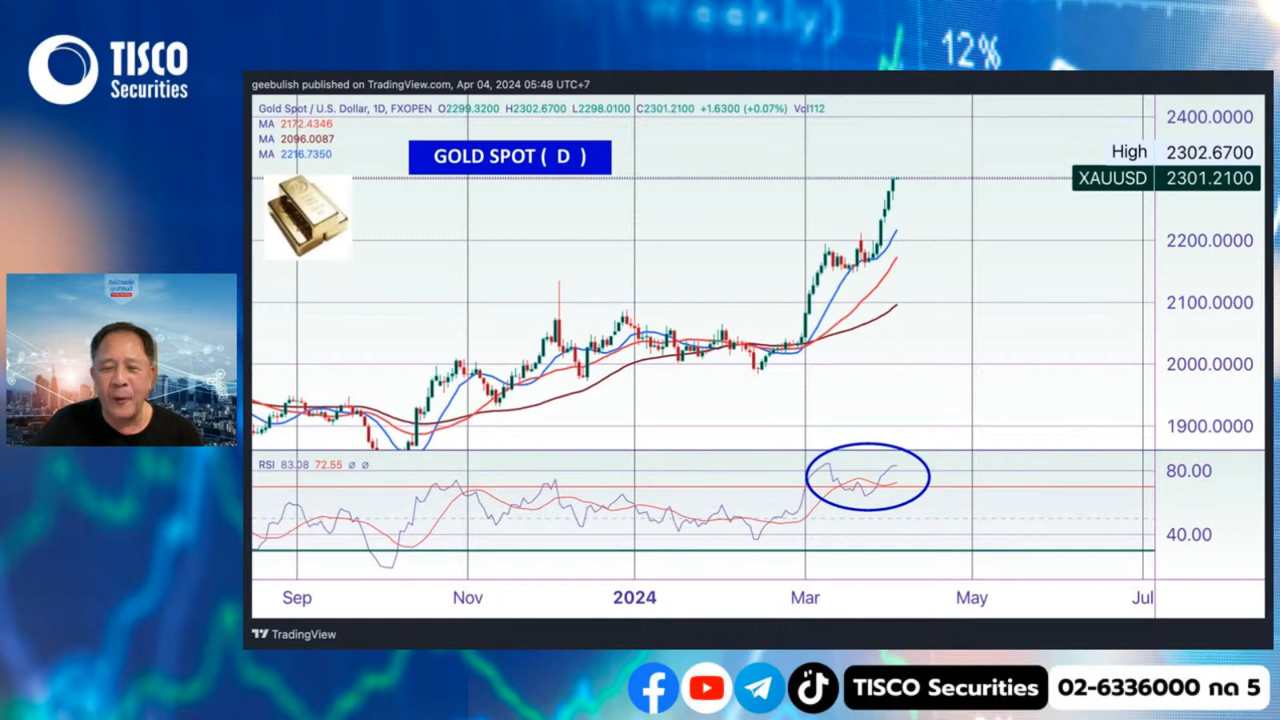 TISCO
Securities
Weekly)
12%
geebulish published on TradingView.com, Apr 04, 2024 05:48 UTC+7
Gold Spot / U.S. Dollar, 1D, FXOPEN O2299.3200 H2302.6700 L2298.0100 C2301.2100 +1.6300 (+0.07%) Vol112
MA 2172.4346
MA 2096.0087
MA 2216.7350
GOLD SPOT ( D )
2400.0000
High 2302.6700
XAUUSD 2301.2100
2200.0000
2100.0000
2000.0000
1900.0000
RSI 83.08 72.55 ø ø
80.00
40.00
Sep Nov 2024 Mar May Jul
TradingView
TISCO Securities 02-6336000 กด 5